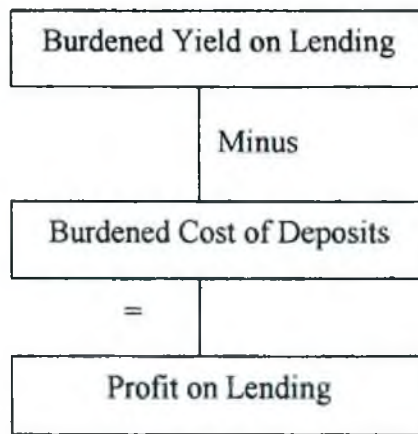 Burdened Yield on Lending
Minus
Burdened Cost of Deposits
=
Profit on Lending